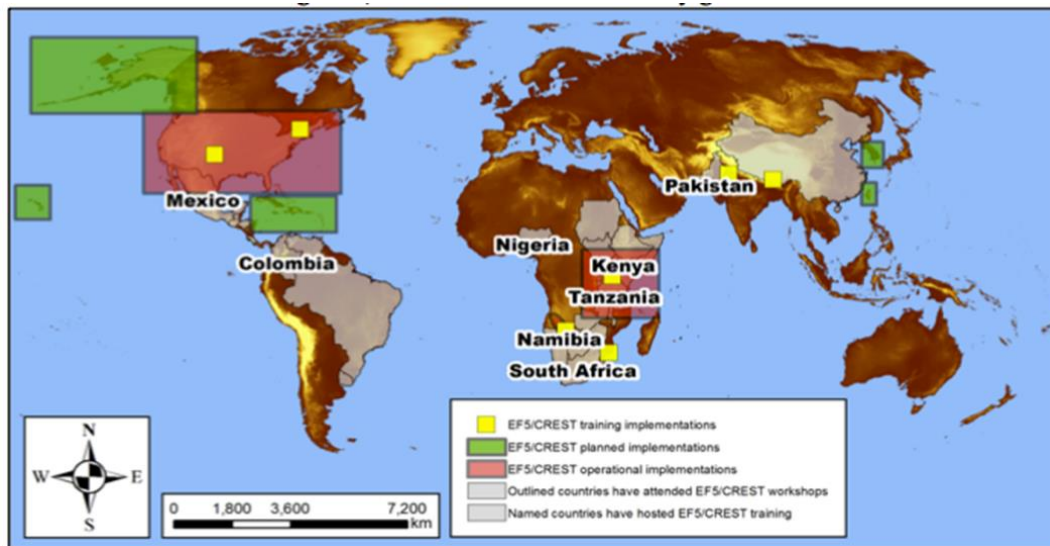 Mexico
Colombia
Nigeria
Kenya
Tanzania
Namibia
South Africa
Pakistan
N
W E
S
0 1,800 3,600 7,200
km
EF5/CREST training implementations
EF5/CREST planned implementations
EF5/CREST operational implementations
Outlined countries have attended EF5/CREST workshops
Named countries have hosted EF5/CREST training